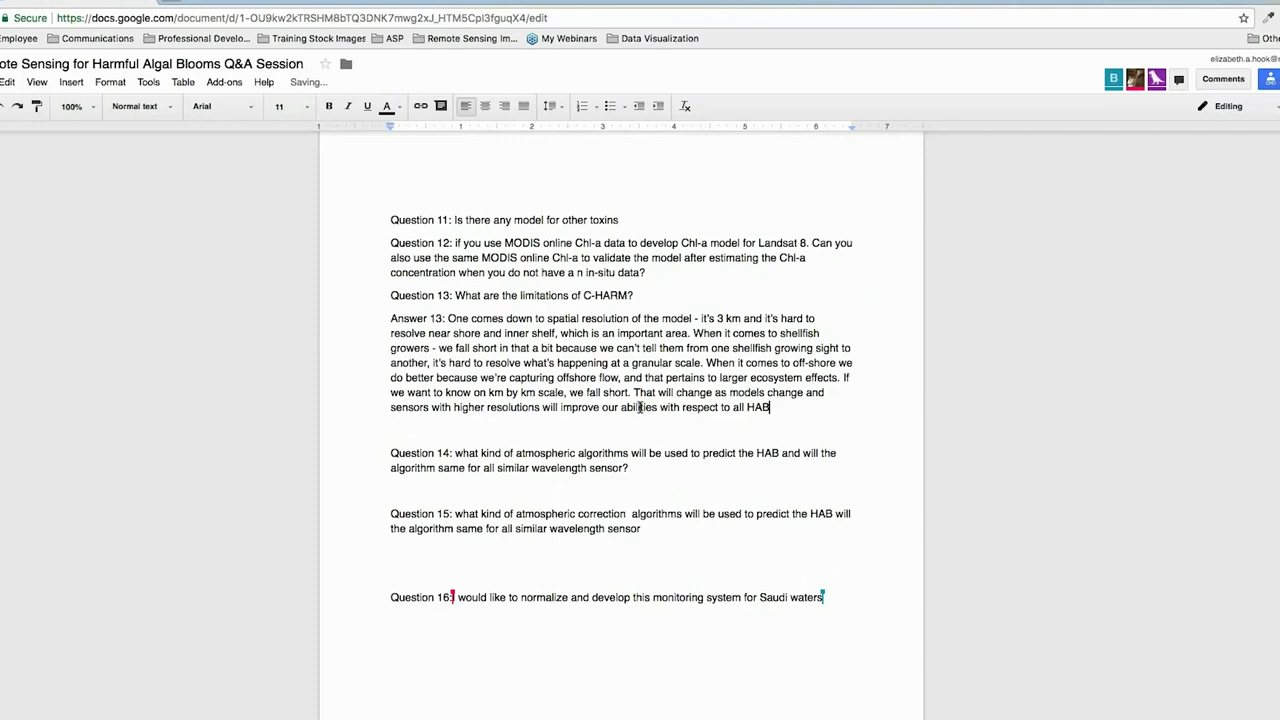 Secure https://docs.google.com/document/d/1-OU9kw2kTRSHM8bTQ3DNK7mwg2xJ_HTM5CpI3fguqX4/edit
Employee Communications Professional Develo... Training Stock Images ASP Remote Sensing Im... My Webinars Data Visualization Othe
ote Sensing for Harmful Algal Blooms Q&A Session
elizabeth.a.hook@
Edit View Insert Format Tools Table Add-ons Help Saving...
B Comments
100% Normal text Arial 11 B I U A Editing
1 1 2 3 4 5 6 7
Question 11: Is there any model for other toxins
Question 12: if you use MODIS online Chl-a data to develop Chl-a model for Landsat 8. Can you
also use the same MODIS online Chl-a to validate the model after estimating the Chl-a
concentration when you do not have a n in-situ data?
Question 13: What are the limitations of C-HARM?
Answer 13: One comes down to spatial resolution of the model - it's 3 km and it's hard to
resolve near shore and inner shelf, which is an important area. When it comes to shellfish
growers - we fall short in that a bit because we can't tell them from one shellfish growing sight to
another, it's hard to resolve what's happening at a granular scale. When it comes to off-shore we
do better because we're capturing offshore flow, and that pertains to larger ecosystem effects. If
we want to know on km by km scale, we fall short. That will change as models change and
sensors with higher resolutions will improve our abilities with respect to all HAB
Question 14: what kind of atmospheric algorithms will be used to predict the HAB and will the
algorithm same for all similar wavelength sensor?
Question 15: what kind of atmospheric correction algorithms will be used to predict the HAB will
the algorithm same for all similar wavelength sensor
Question 16: I would like to normalize and develop this monitoring system for Saudi waters